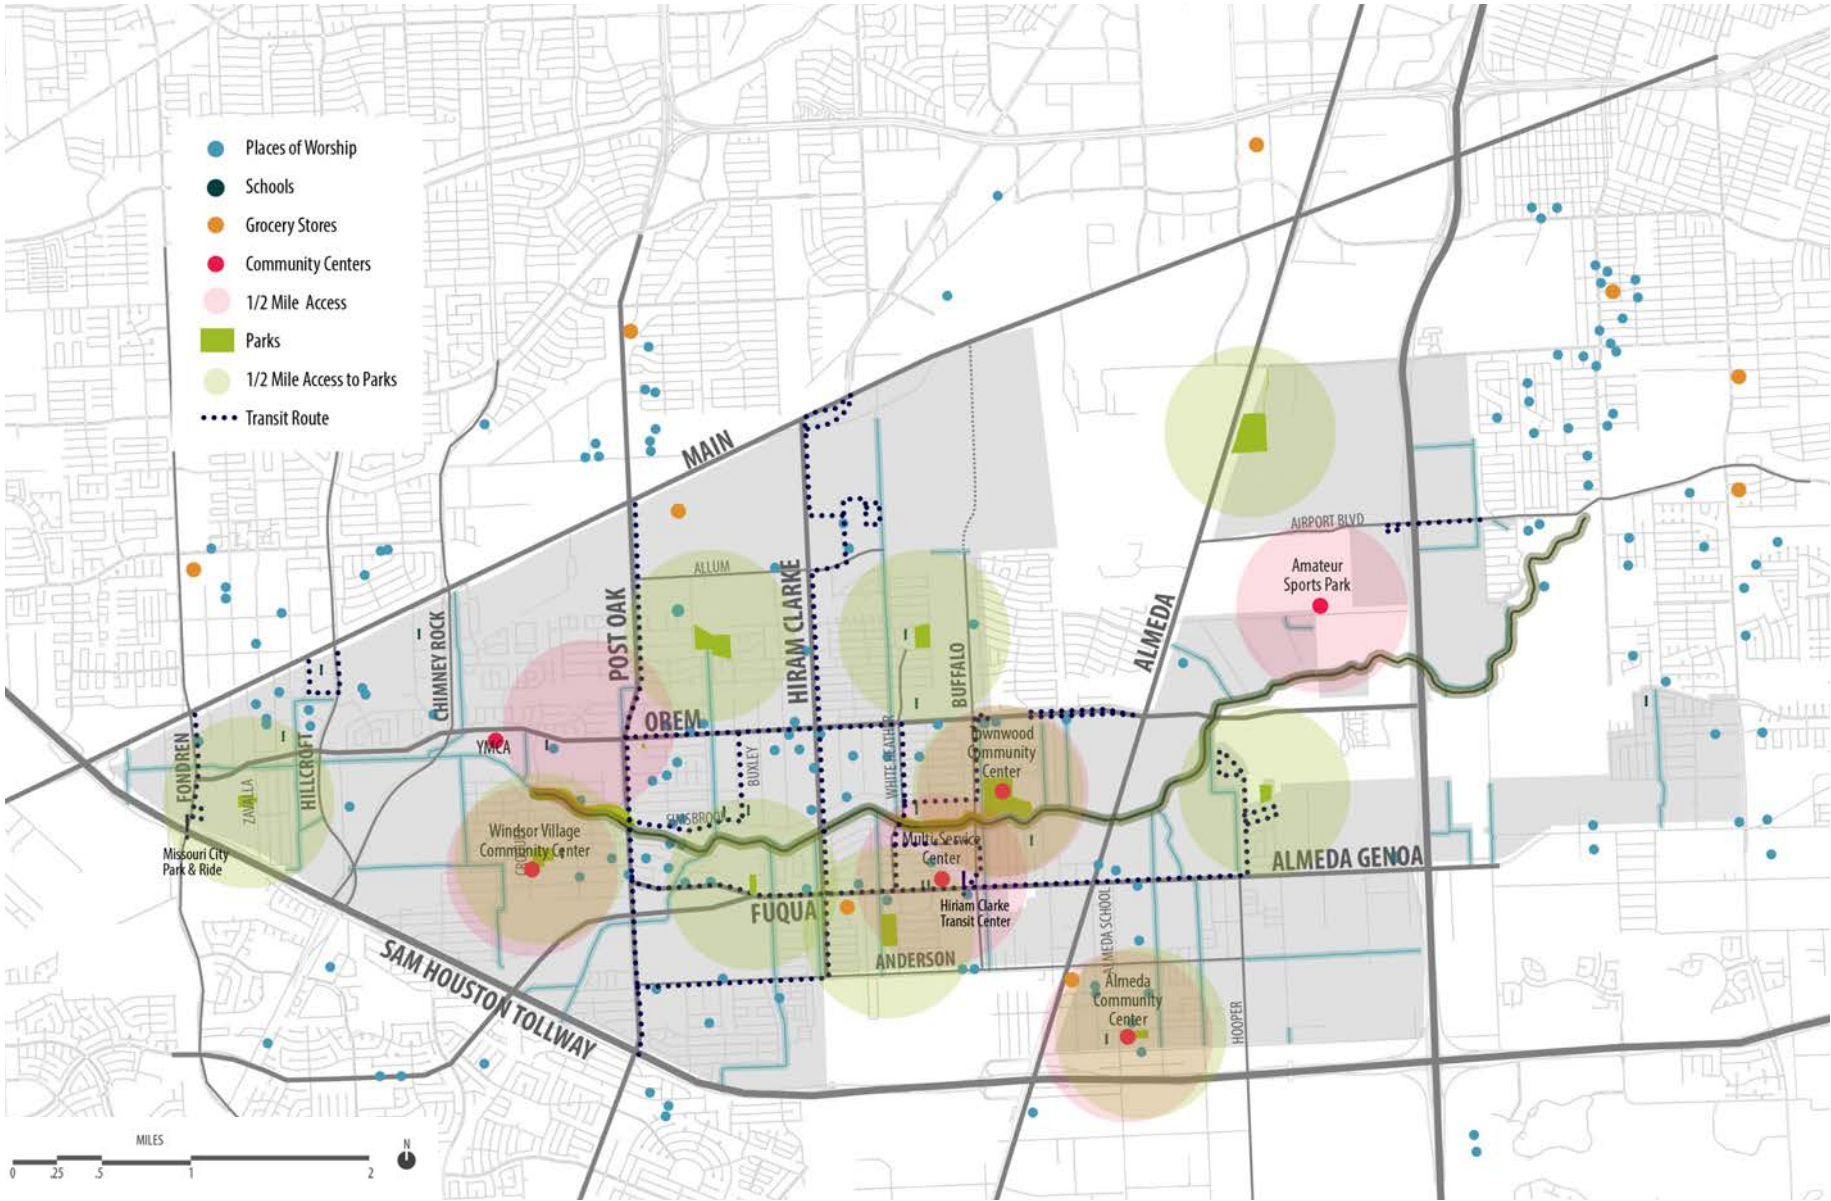 Places of Worship
Schools
Grocery Stores
Community Centers
1/2 Mile Access
Parks
1/2 Mile Access to Parks
Transit Route
MAIN
AIRPORT BLVD
ALLUM
Amateur
Sports Park
POST OAK
HIRAM CLARKE
CHIMNEY ROCK
ALMEDA
BUFFALO
OREM
YMCA
FONDREN
ZAVALLA
HILLCROFT
BUXLEY
Townwood
Community
Center
SIMSBROOK
Windsor Village
Community Center
Missouri City
Park & Ride
Multi-Service
Center
ALMEDA GENOA
FUQUA
Hiriam Clarke
Transit Center
ALMEDA SCHOOL
ANDERSON
SAM HOUSTON TOLLWAY
Almeda
Community
Center
HOOPER
MILES
0 .25 .5 1 2
N